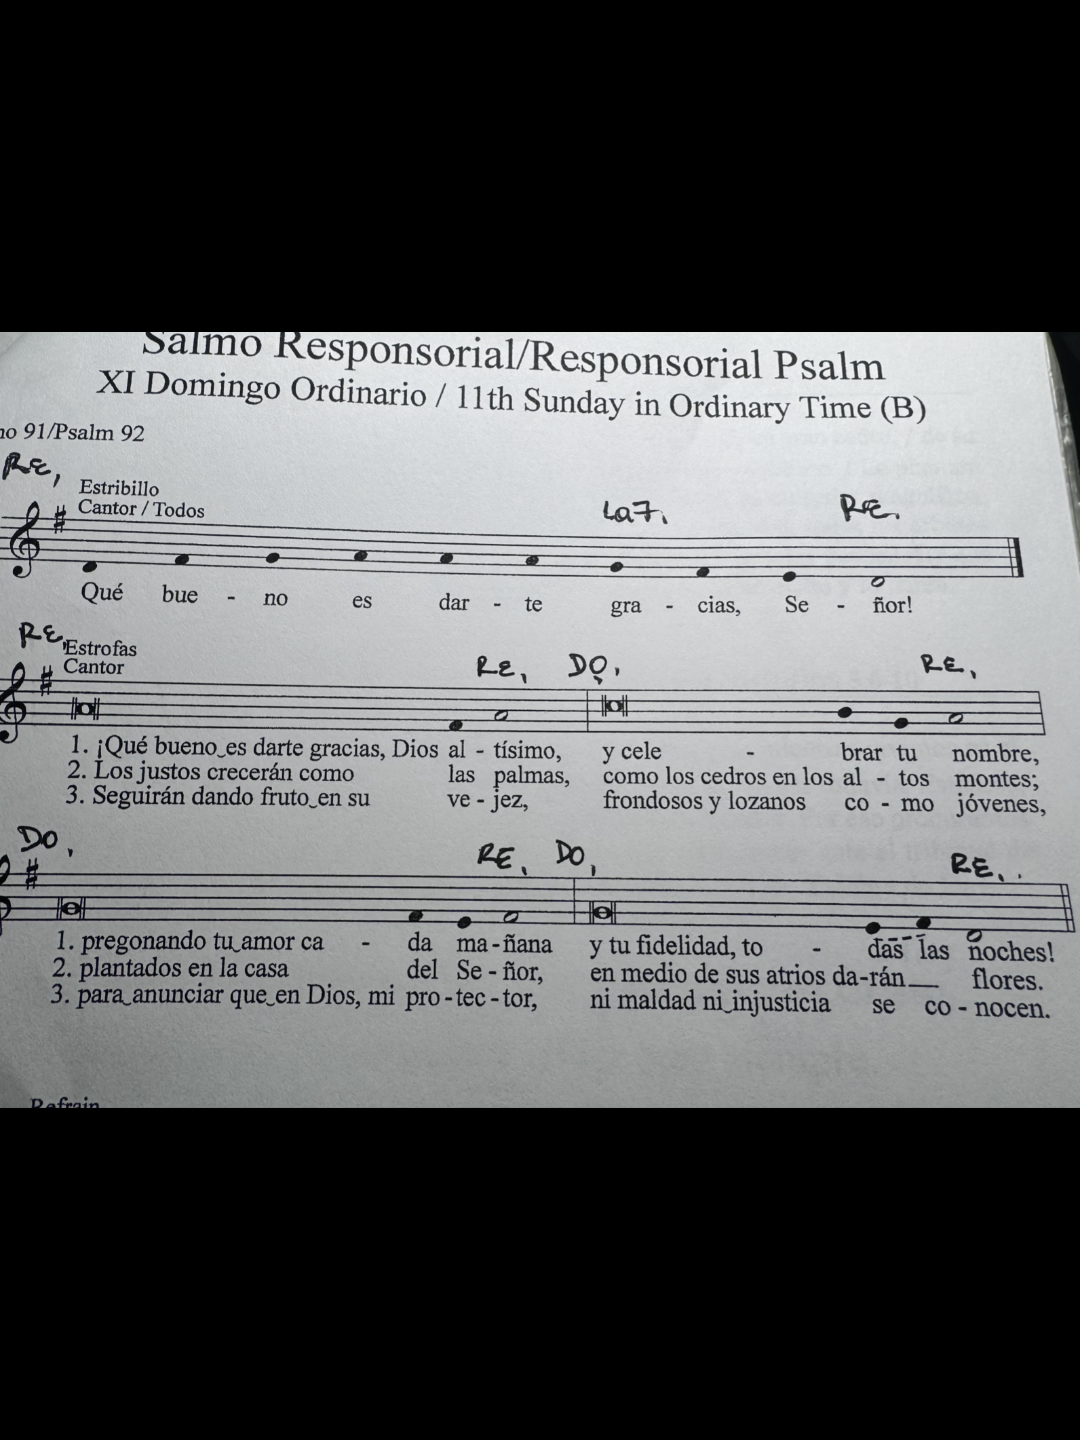 Salmo Responsorial/Responsorial Psalm
XI Domingo Ordinario / 11th Sunday in Ordinary Time (B)
91/Psalm 92
RE,
Estribillo
Cantor / Todos La7. RE.
Qué bue - no es dar - te gra - cias, Se - ñor!
RE,
Estrofas
Cantor RE, DO, RE,
1. ¡Qué bueno‿es darte gracias, Dios al - tísimo, y cele - brar tu nombre,
2. Los justos crecerán como las palmas, como los cedros en los al - tos montes;
3. Seguirán dando fruto‿en su ve - jez, frondosos y lozanos co - mo jóvenes,
DO, RE, DO, RE,.
1. pregonando tu‿amor ca - da ma - ñana y tu fidelidad, to - das las noches!
2. plantados en la casa del Se - ñor, en medio de sus atrios da - rán__ flores.
3. para‿anunciar que‿en Dios, mi pro - tec - tor, ni maldad ni‿injusticia se co - nocen.
Refrain